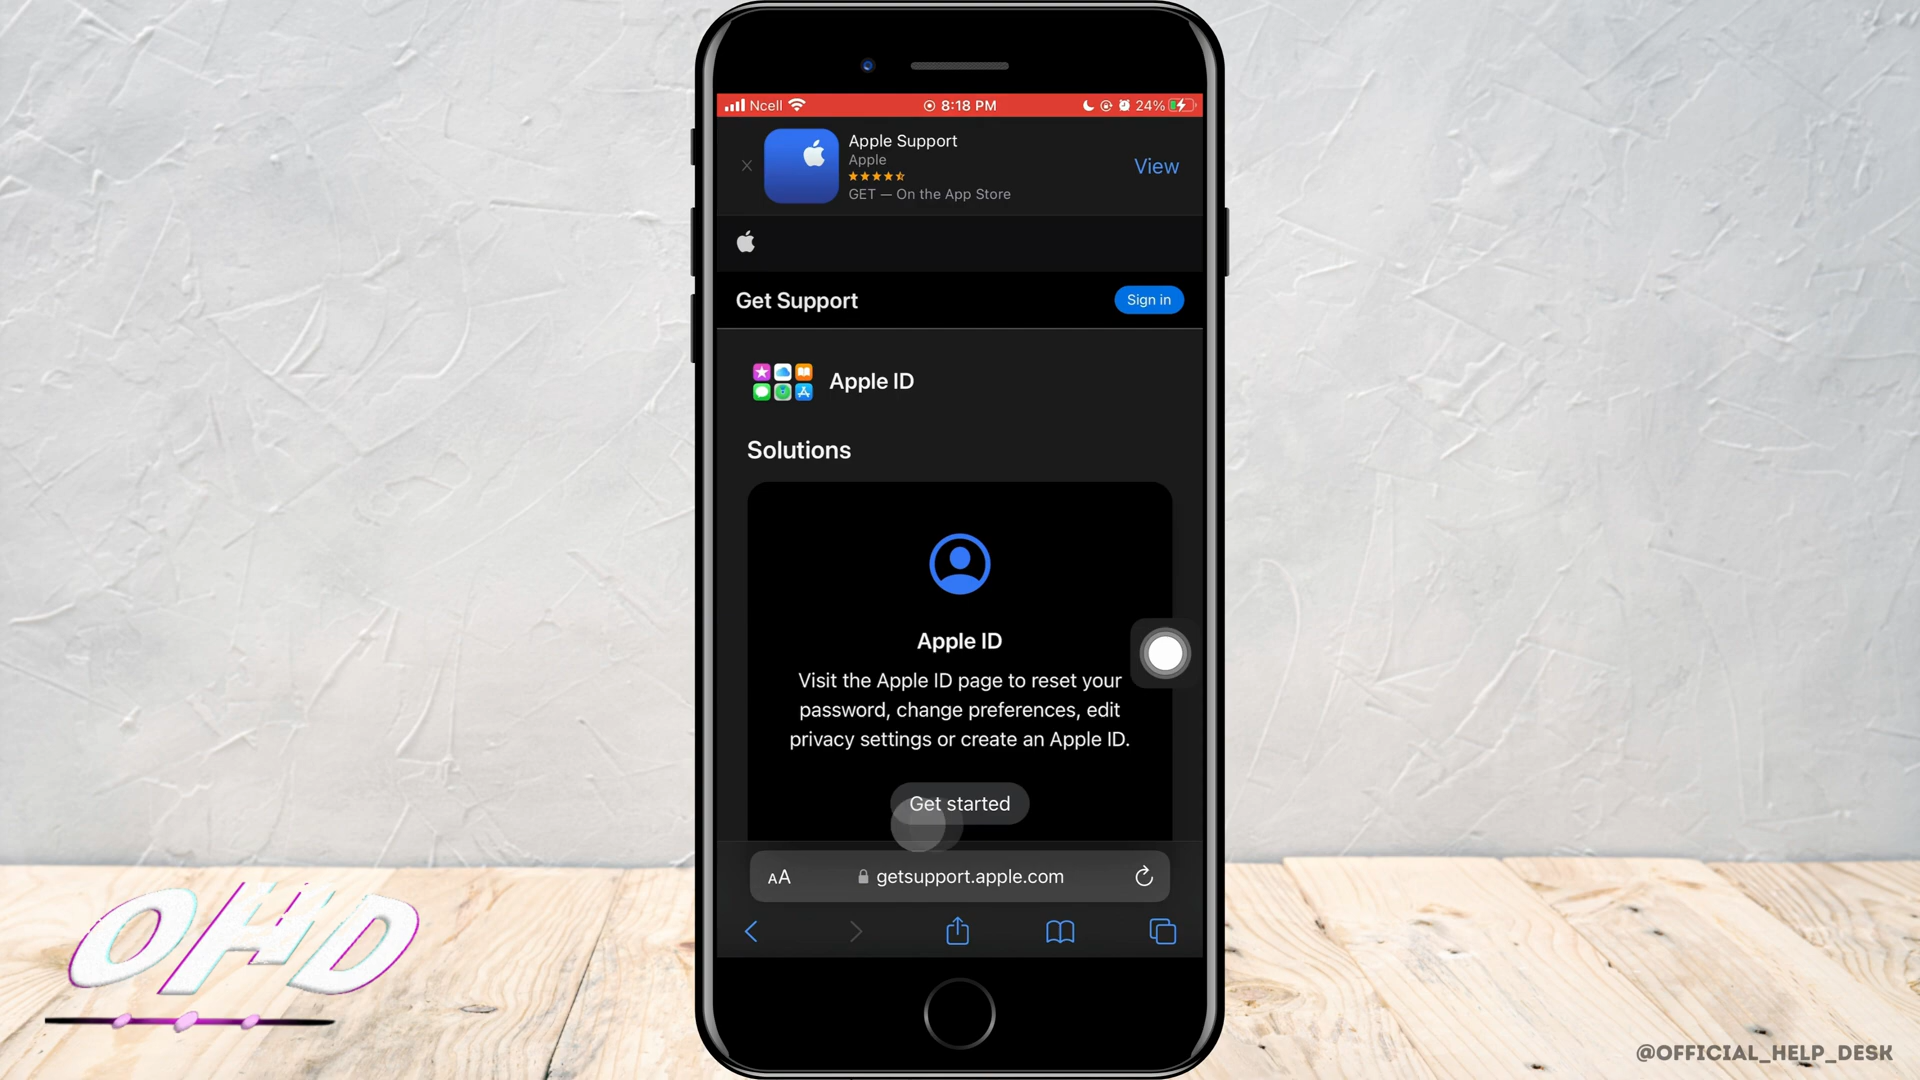 Ncell
8:18 PM
24%
Apple Support
Apple
GET — On the App Store
View
Get Support
Sign in
Apple ID
Solutions
Apple ID
Visit the Apple ID page to reset your
password, change preferences, edit
privacy settings or create an Apple ID.
Get started
AA
getsupport.apple.com
OHD
@OFFICIAL_HELP_DESK